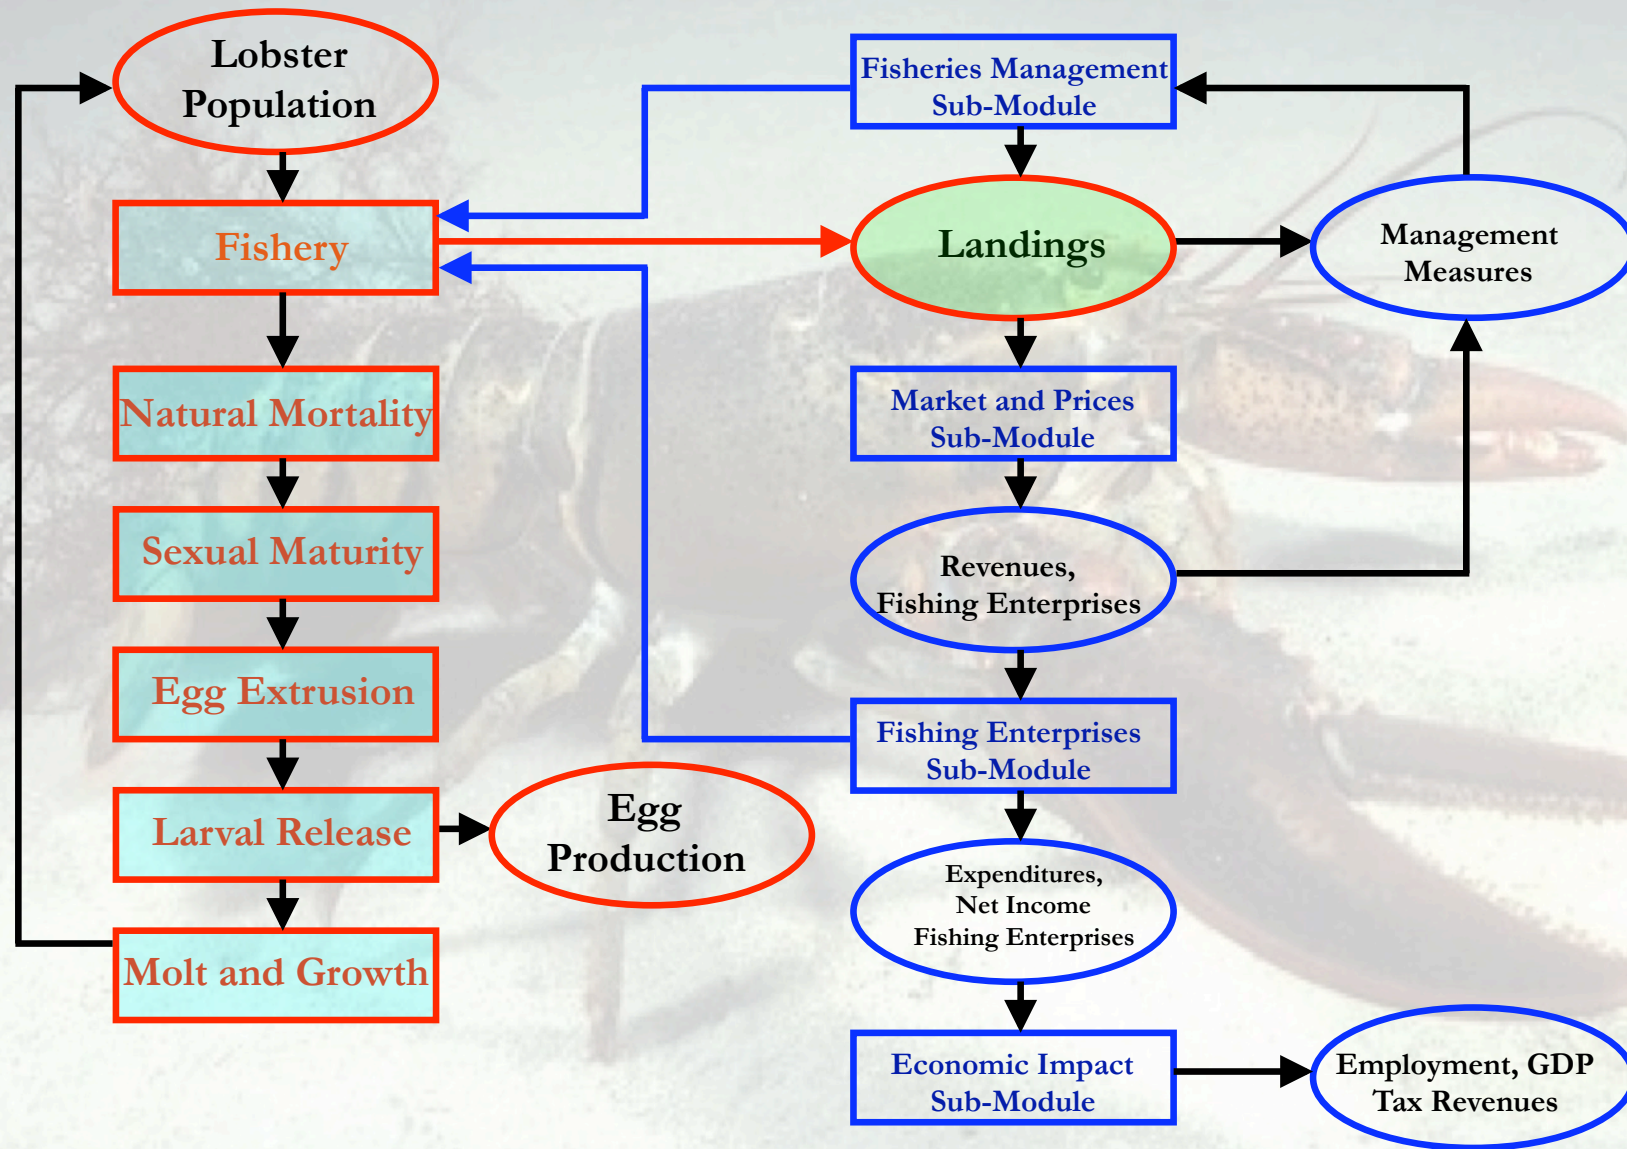 Lobster
Population
Fishery
Natural Mortality
Sexual Maturity
Egg Extrusion
Larval Release
Molt and Growth
Egg
Production
Fisheries Management
Sub-Module
Landings
Management
Measures
Market and Prices
Sub-Module
Revenues,
Fishing Enterprises
Fishing Enterprises
Sub-Module
Expenditures,
Net Income
Fishing Enterprises
Economic Impact
Sub-Module
Employment, GDP
Tax Revenues